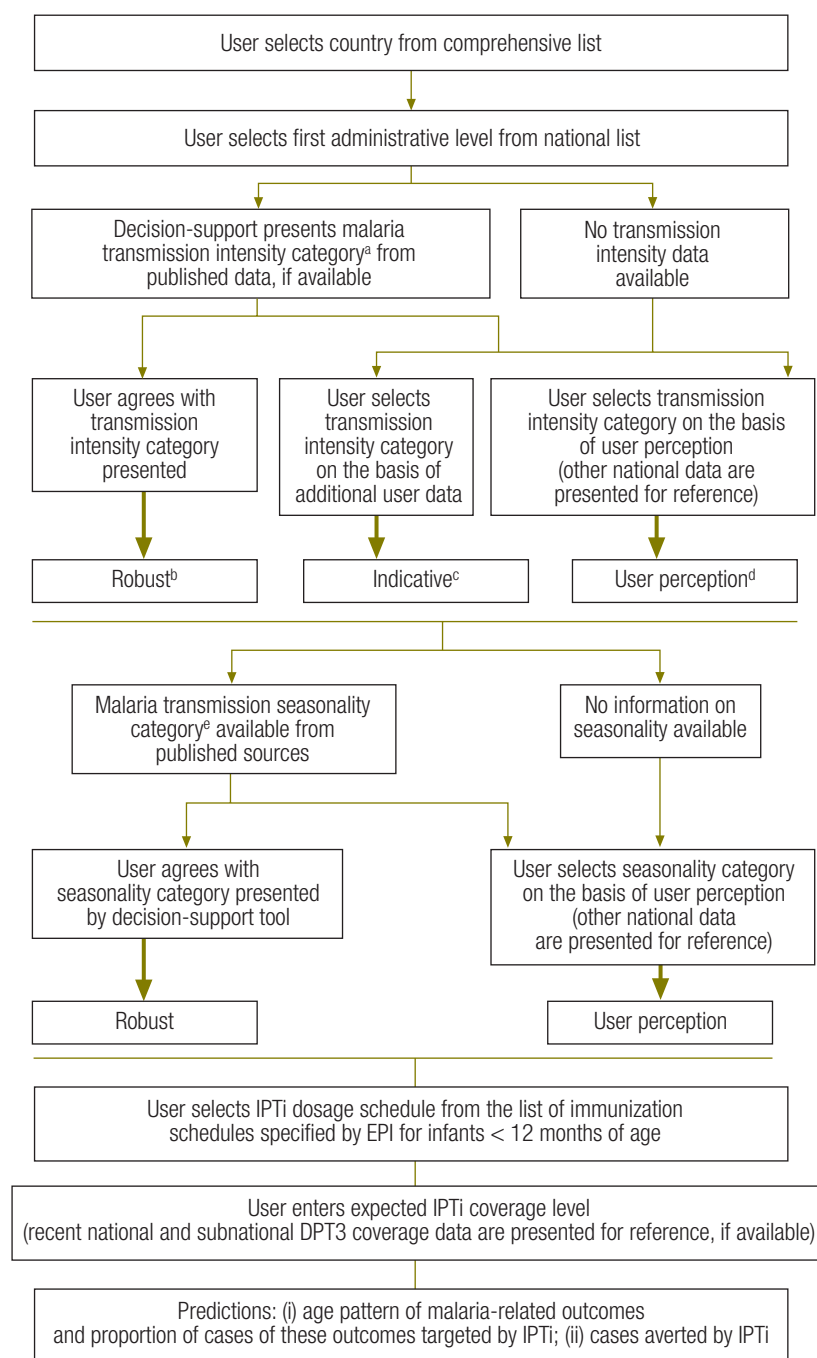 User selects country from comprehensive list
User selects first administrative level from national list
Decision-support presents malaria
transmission intensity categoryᵃ from
published data, if available
No transmission
intensity data
available
User agrees with
transmission
intensity category
presented
User selects
transmission
intensity category
on the basis of
additional user data
User selects transmission
intensity category on the basis
of user perception
(other national data are
presented for reference)
Robustᵇ
Indicativeᶜ
User perceptionᵈ
Malaria transmission seasonality
categoryᵉ available from
published sources
No information on
seasonality available
User agrees with
seasonality category presented
by decision-support tool
User selects seasonality category
on the basis of user perception
(other national data
are presented for reference)
Robust
User perception
User selects IPTi dosage schedule from the list of immunization
schedules specified by EPI for infants < 12 months of age
User enters expected IPTi coverage level
(recent national and subnational DPT3 coverage data are presented for reference, if available)
Predictions: (i) age pattern of malaria-related outcomes
and proportion of cases of these outcomes targeted by IPTi; (ii) cases averted by IPTi